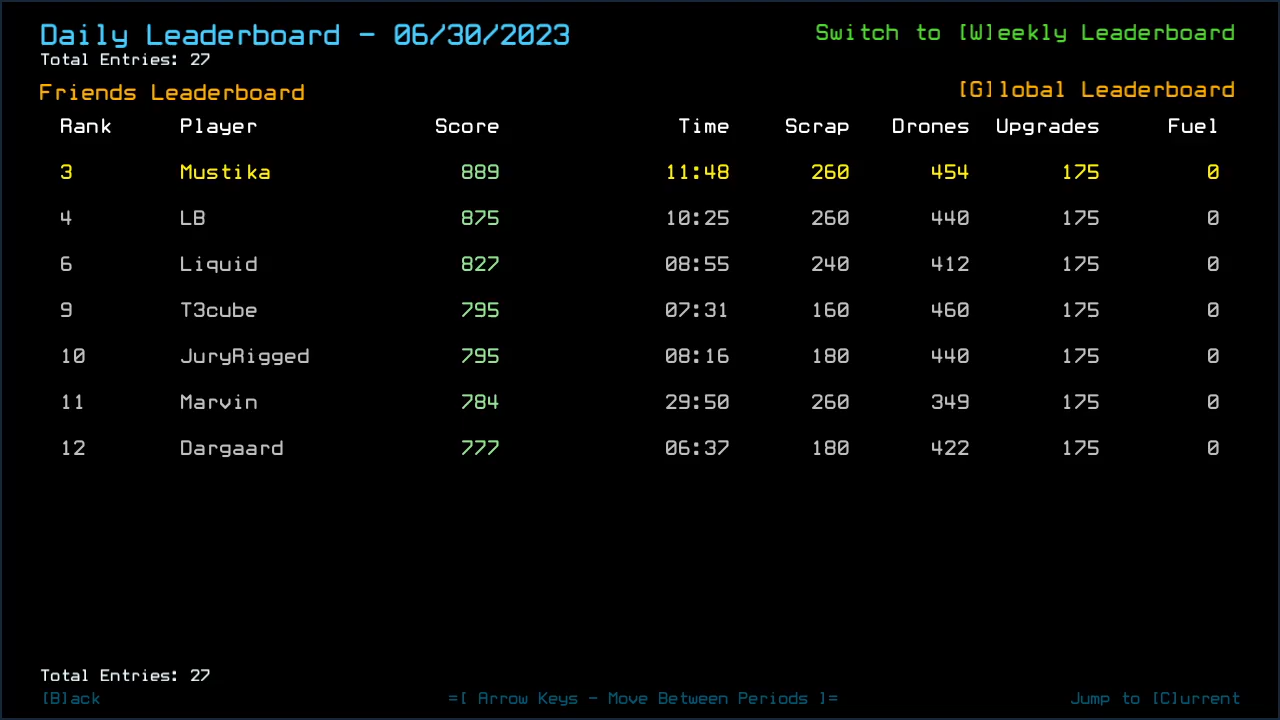 Daily Leaderboard - 06/30/2023 Switch to [W]eekly Leaderboard
Total Entries: 27
Friends Leaderboard [G]lobal Leaderboard
Rank Player Score Time Scrap Drones Upgrades Fuel
3 Mustika 889 11:48 260 454 175 0
4 LB 875 10:25 260 440 175 0
6 Liquid 827 08:55 240 412 175 0
9 T3cube 795 07:31 160 460 175 0
10 JuryRigged 795 08:16 180 440 175 0
11 Marvin 784 29:50 260 349 175 0
12 Dargaard 777 06:37 180 422 175 0
Total Entries: 27
[B]ack =[ Arrow Keys - Move Between Periods ]= Jump to [C]urrent